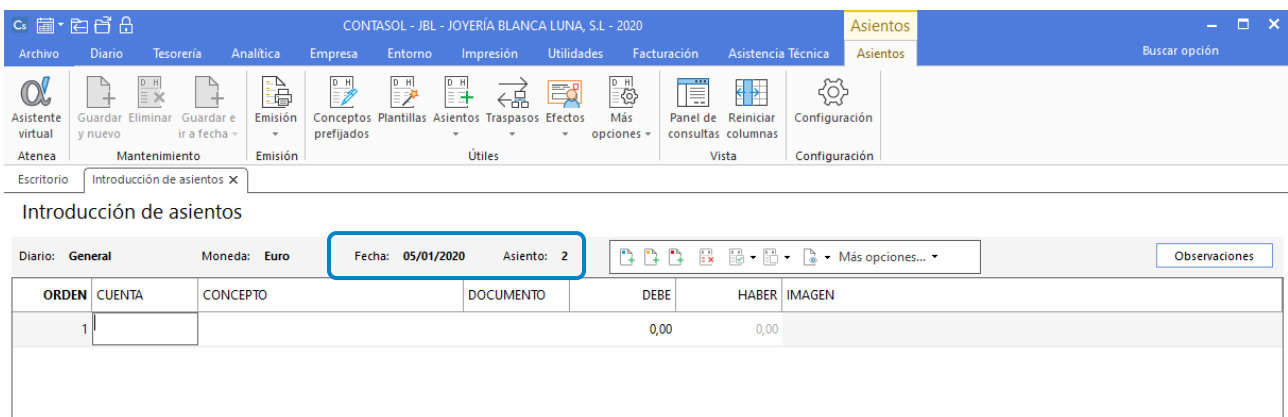 Cs CONTASOL - JBL - JOYERÍA BLANCA LUNA, S.L - 2020 Asientos
Archivo Diario Tesorería Analítica Empresa Entorno Impresión Utilidades Facturación Asistencia Técnica Asientos Buscar opción
Asistente virtual
Guardar y nuevo
Eliminar
Guardar e ir a fecha
Emisión
D H
Conceptos prefijados
Plantillas
Asientos
Traspasos
Efectos
Más opciones
Panel de consultas
Reiniciar columnas
Configuración
Atenea Mantenimiento Emisión Útiles Vista Configuración
Escritorio Introducción de asientos X
Introducción de asientos
Diario: General Moneda: Euro Fecha: 05/01/2020 Asiento: 2 Más opciones... Observaciones
ORDEN CUENTA CONCEPTO DOCUMENTO DEBE HABER IMAGEN
1 0,00 0,00